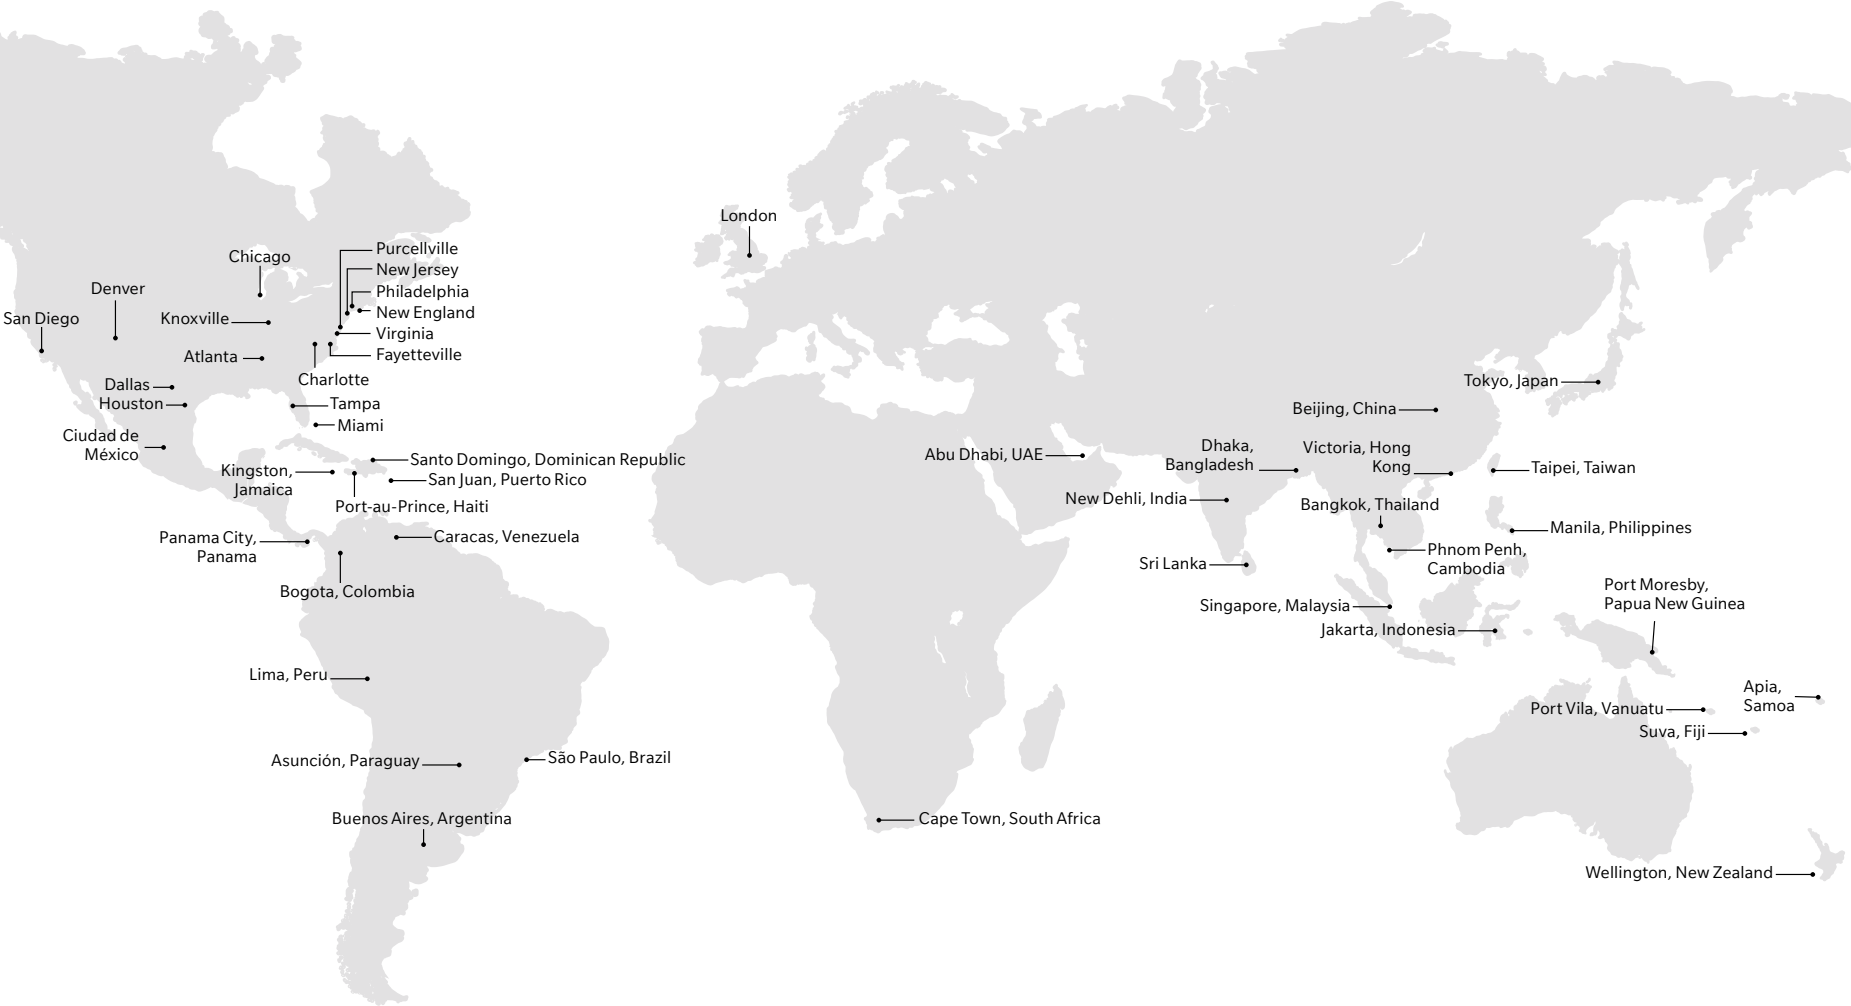 London
Purcellville
Chicago
New Jersey
Denver
Philadelphia
New England
San Diego
Knoxville
Virginia
Atlanta
Fayetteville
Charlotte
Dallas
Houston
Tampa
Miami
Ciudad de
México
Santo Domingo, Dominican Republic
Kingston,
Jamaica
San Juan, Puerto Rico
Port-au-Prince, Haiti
Panama City,
Panama
Caracas, Venezuela
Bogota, Colombia
Lima, Peru
Asunción, Paraguay
São Paulo, Brazil
Buenos Aires, Argentina
Cape Town, South Africa
Tokyo, Japan
Beijing, China
Abu Dhabi, UAE
Dhaka,
Bangladesh
Victoria, Hong
Kong
Taipei, Taiwan
New Dehli, India
Bangkok, Thailand
Manila, Philippines
Phnom Penh,
Cambodia
Sri Lanka
Singapore, Malaysia
Jakarta, Indonesia
Port Moresby,
Papua New Guinea
Apia,
Samoa
Port Vila, Vanuatu
Suva, Fiji
Wellington, New Zealand